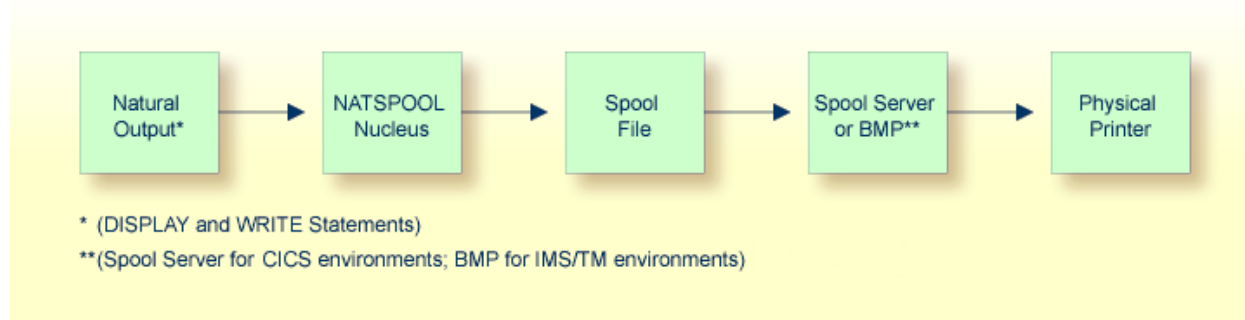 Natural
Output*
NATSPOOL
Nucleus
Spool
File
Spool Server
or BMP**
Physical
Printer
* (DISPLAY and WRITE Statements)
**(Spool Server for CICS environments; BMP for IMS/TM environments)